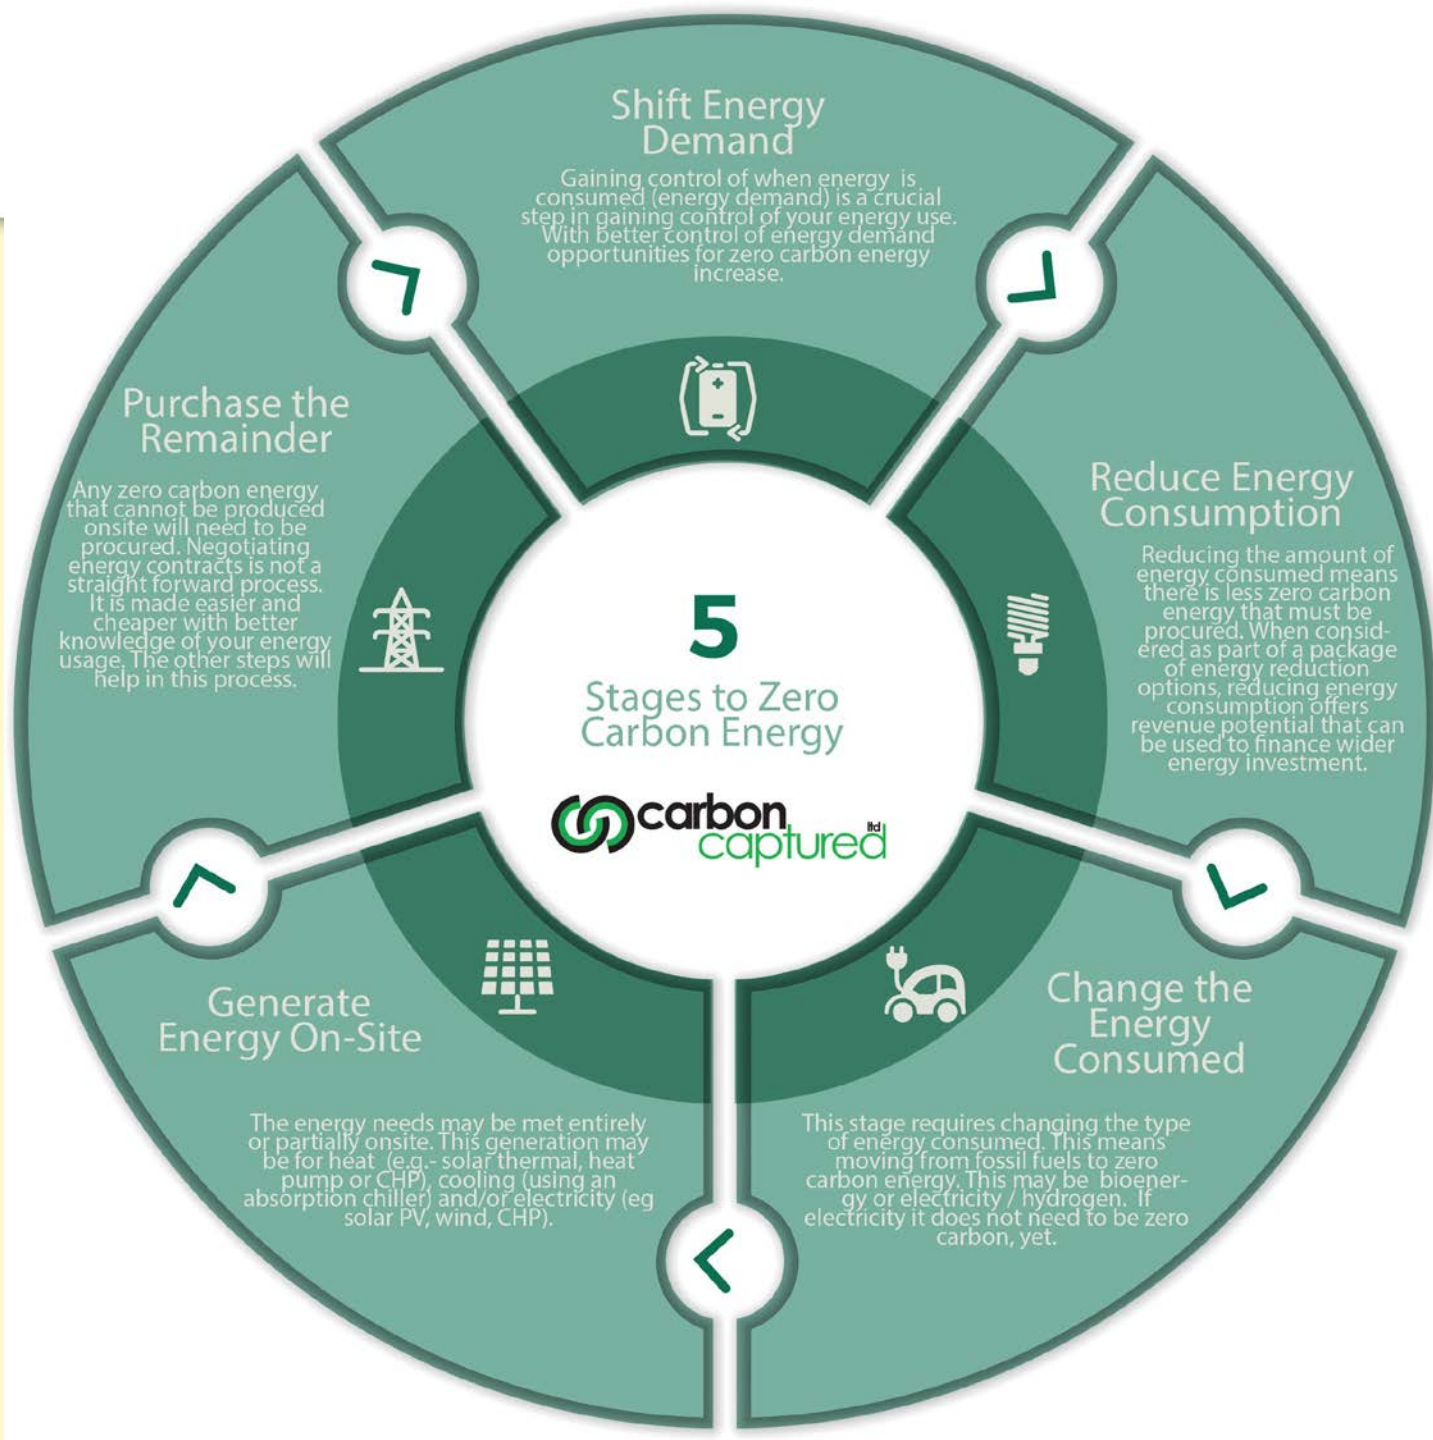 Shift Energy
Demand
Gaining control of when energy is
consumed (energy demand) is a crucial
step in gaining control of your energy use.
With better control of energy demand
opportunities for zero carbon energy
increase.
Reduce Energy
Consumption
Reducing the amount of
energy consumed means
there is less zero carbon
energy that must be
procured. When consid-
ered as part of a package
of energy reduction
options, reducing energy
consumption offers
revenue potential that can
be used to finance wider
energy investment.
Change the
Energy
Consumed
This stage requires changing the type
of energy consumed. This means
moving from fossil fuels to zero
carbon energy. This may be bioener-
gy or electricity / hydrogen. If
electricity it does not need to be zero
carbon, yet.
Generate
Energy On-Site
The energy needs may be met entirely
or partially onsite. This generation may
be for heat (e.g.- solar thermal, heat
pump or CHP), cooling (using an
absorption chiller) and/or electricity (eg
solar PV, wind, CHP).
Purchase the
Remainder
Any zero carbon energy
that cannot be produced
onsite will need to be
procured. Negotiating
energy contracts is not a
straight forward process.
It is made easier and
cheaper with better
knowledge of your energy
usage. The other steps will
help in this process.
5
Stages to Zero
Carbon Energy
carbon
captured ltd